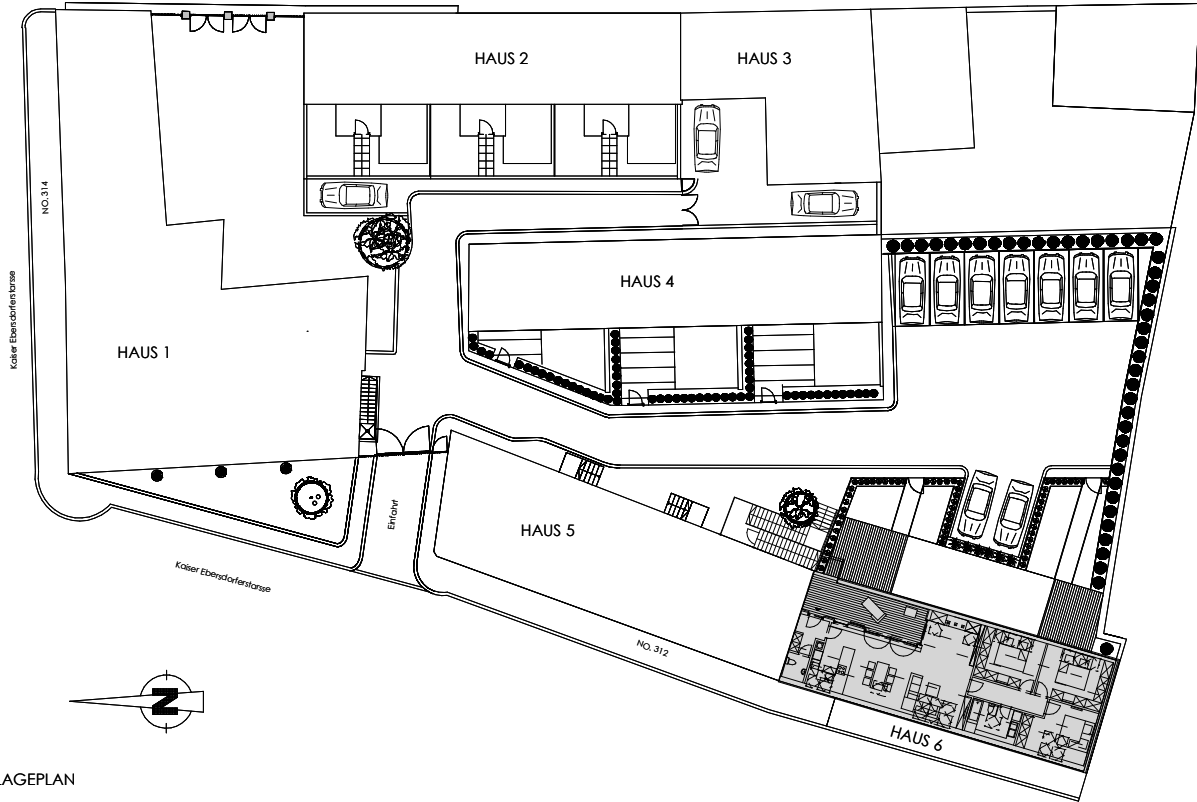 HAUS 2
HAUS 3
NO.314
Kaiser Ebersdorferstarsse
HAUS 4
HAUS 1
Einfahrt
HAUS 5
Kaiser Ebersdorferstarsse
NO. 312
N
HAUS 6
LAGEPLAN